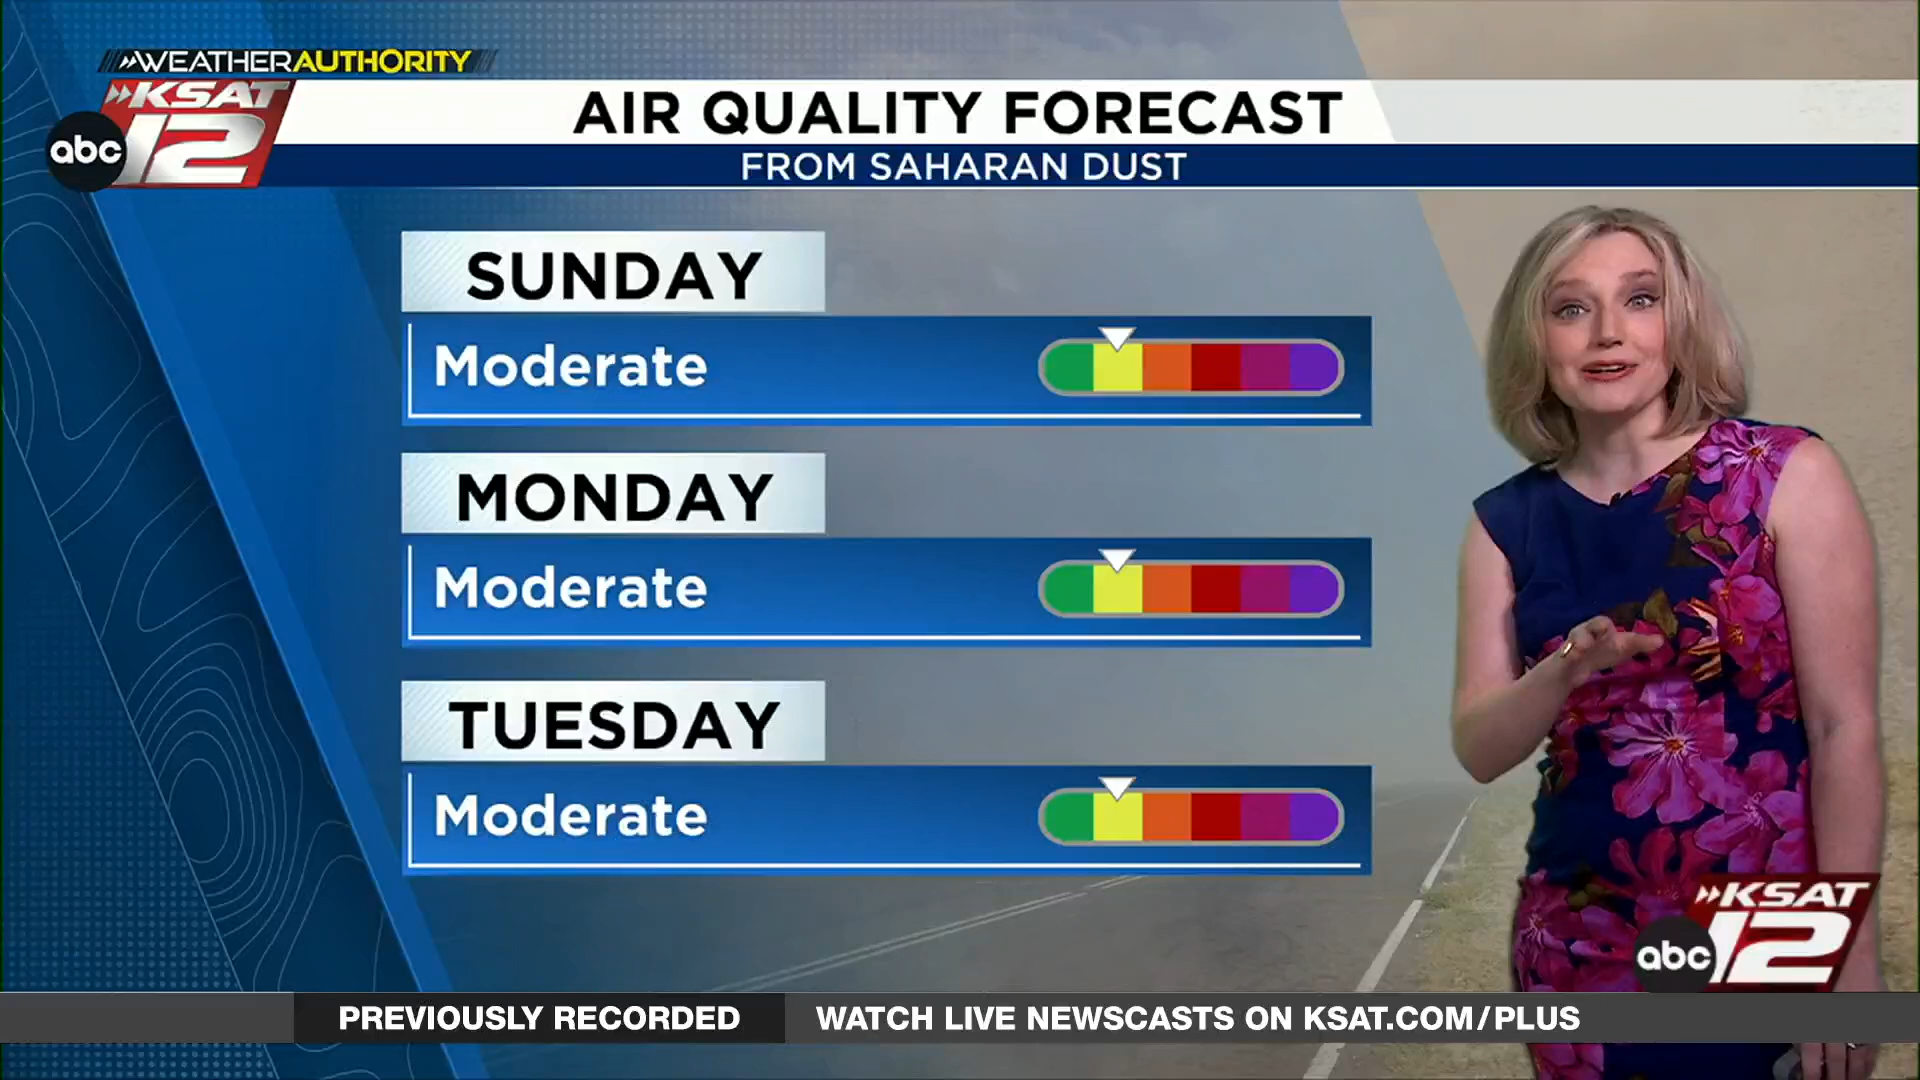 WEATHERAUTHORITY
KSAT
abc 12
AIR QUALITY FORECAST
FROM SAHARAN DUST
SUNDAY
Moderate
MONDAY
Moderate
TUESDAY
Moderate
KSAT
abc 12
PREVIOUSLY RECORDED
WATCH LIVE NEWSCASTS ON KSAT.COM/PLUS